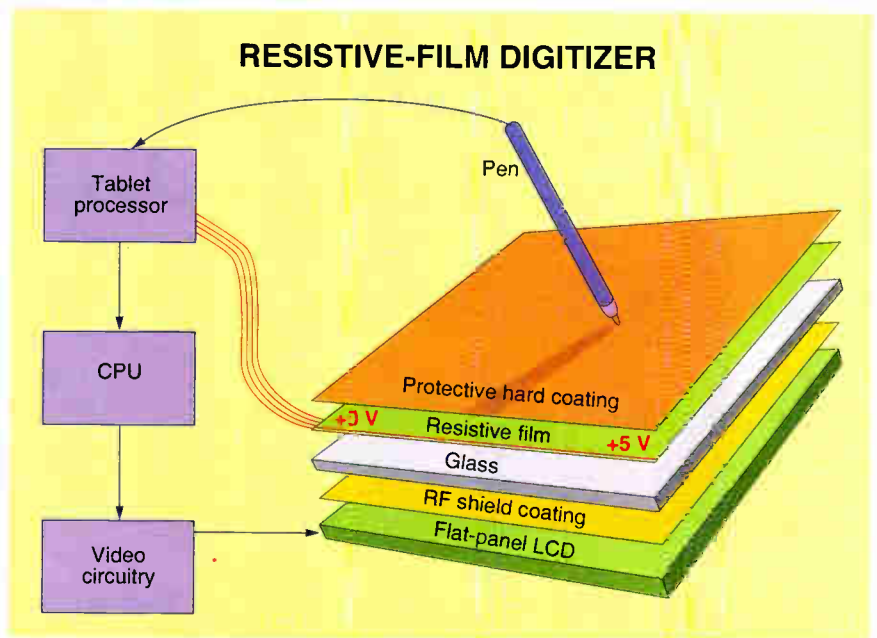 RESISTIVE-FILM DIGITIZER
Pen
Tablet
processor
CPU
Video
circuitry
Protective hard coating
Resistive film
+5 V
Glass
RF shield coating
Flat-panel LCD